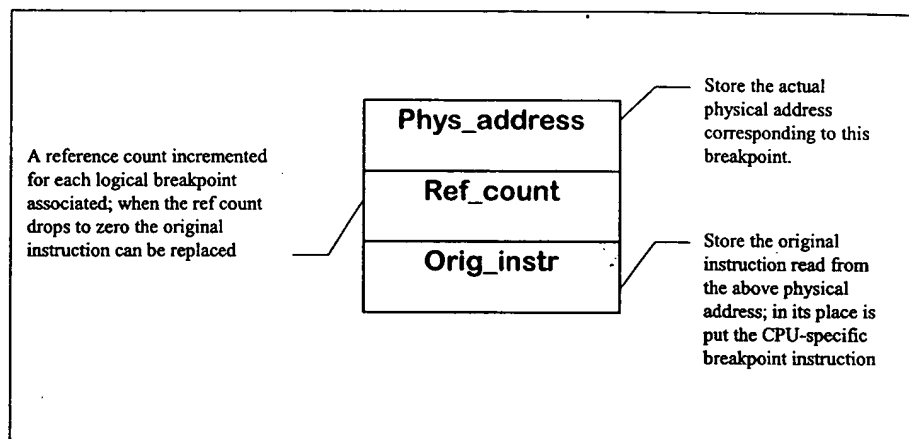 Phys_address
Ref_count
Orig_instr
A reference count incremented
for each logical breakpoint
associated; when the ref count
drops to zero the original
instruction can be replaced
Store the actual
physical address
corresponding to this
breakpoint.
Store the original
instruction read from
the above physical
address; in its place is
put the CPU-specific
breakpoint instruction